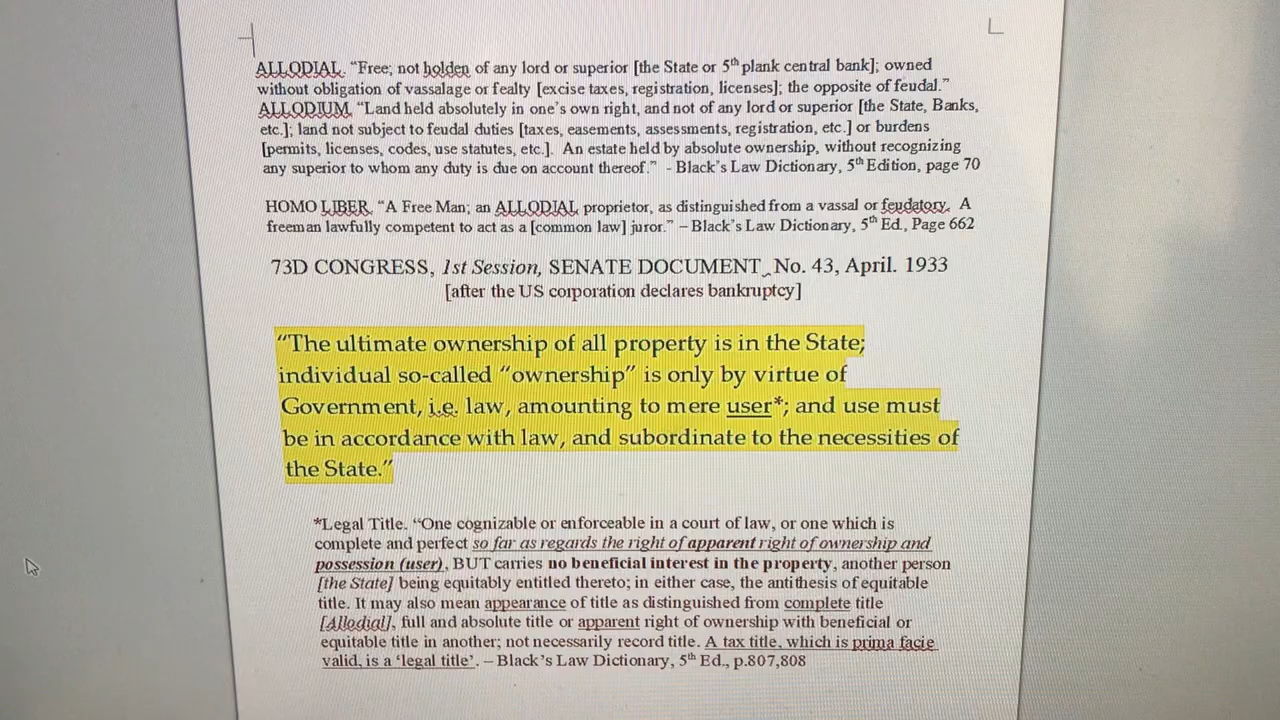 ALLODIAL. “Free; not holden of any lord or superior [the State or 5th plank central bank]; owned
without obligation of vassalage or fealty [excise taxes, registration, licenses]; the opposite of feudal.”
ALLODIUM. “Land held absolutely in one’s own right, and not of any lord or superior [the State, Banks,
etc.]; land not subject to feudal duties [taxes, easements, assessments, registration, etc.] or burdens
[permits, licenses, codes, use statutes, etc.].  An estate held by absolute ownership, without recognizing
any superior to whom any duty is due on account thereof.”  - Black’s Law Dictionary, 5th Edition, page 70
HOMO LIBER. “A Free Man; an ALLODIAL proprietor, as distinguished from a vassal or feudatory.  A
freeman lawfully competent to act as a [common law] juror.” – Black’s Law Dictionary, 5th Ed., Page 662
73D CONGRESS, 1st Session, SENATE DOCUMENT No. 43, April. 1933
[after the US corporation declares bankruptcy]
“The ultimate ownership of all property is in the State;
individual so-called “ownership” is only by virtue of
Government, i.e. law, amounting to mere user*; and use must
be in accordance with law, and subordinate to the necessities of
the State.”
*Legal Title. “One cognizable or enforceable in a court of law, or one which is
complete and perfect so far as regards the right of apparent right of ownership and
possession (user), BUT carries no beneficial interest in the property, another person
[the State] being equitably entitled thereto; in either case, the antithesis of equitable
title. It may also mean appearance of title as distinguished from complete title
[Allodial], full and absolute title or apparent right of ownership with beneficial or
equitable title in another; not necessarily record title. A tax title, which is prima facie
valid, is a ‘legal title’. – Black’s Law Dictionary, 5th Ed., p.807,808